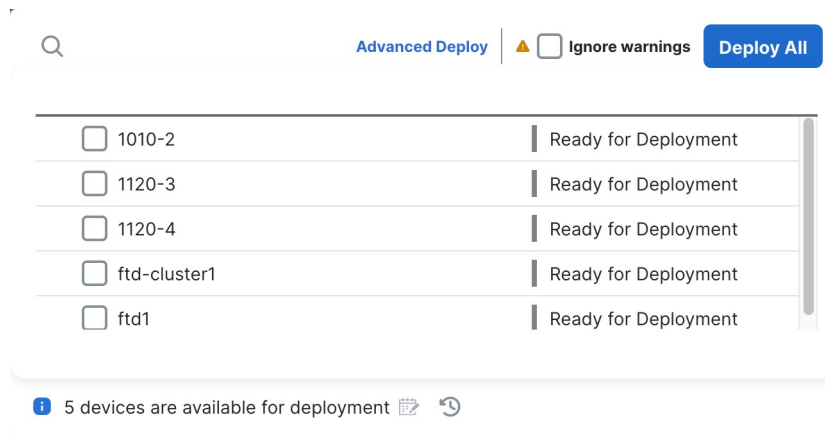 Advanced Deploy Ignore warnings Deploy All
1010-2 Ready for Deployment
1120-3 Ready for Deployment
1120-4 Ready for Deployment
ftd-cluster1 Ready for Deployment
ftd1 Ready for Deployment
5 devices are available for deployment